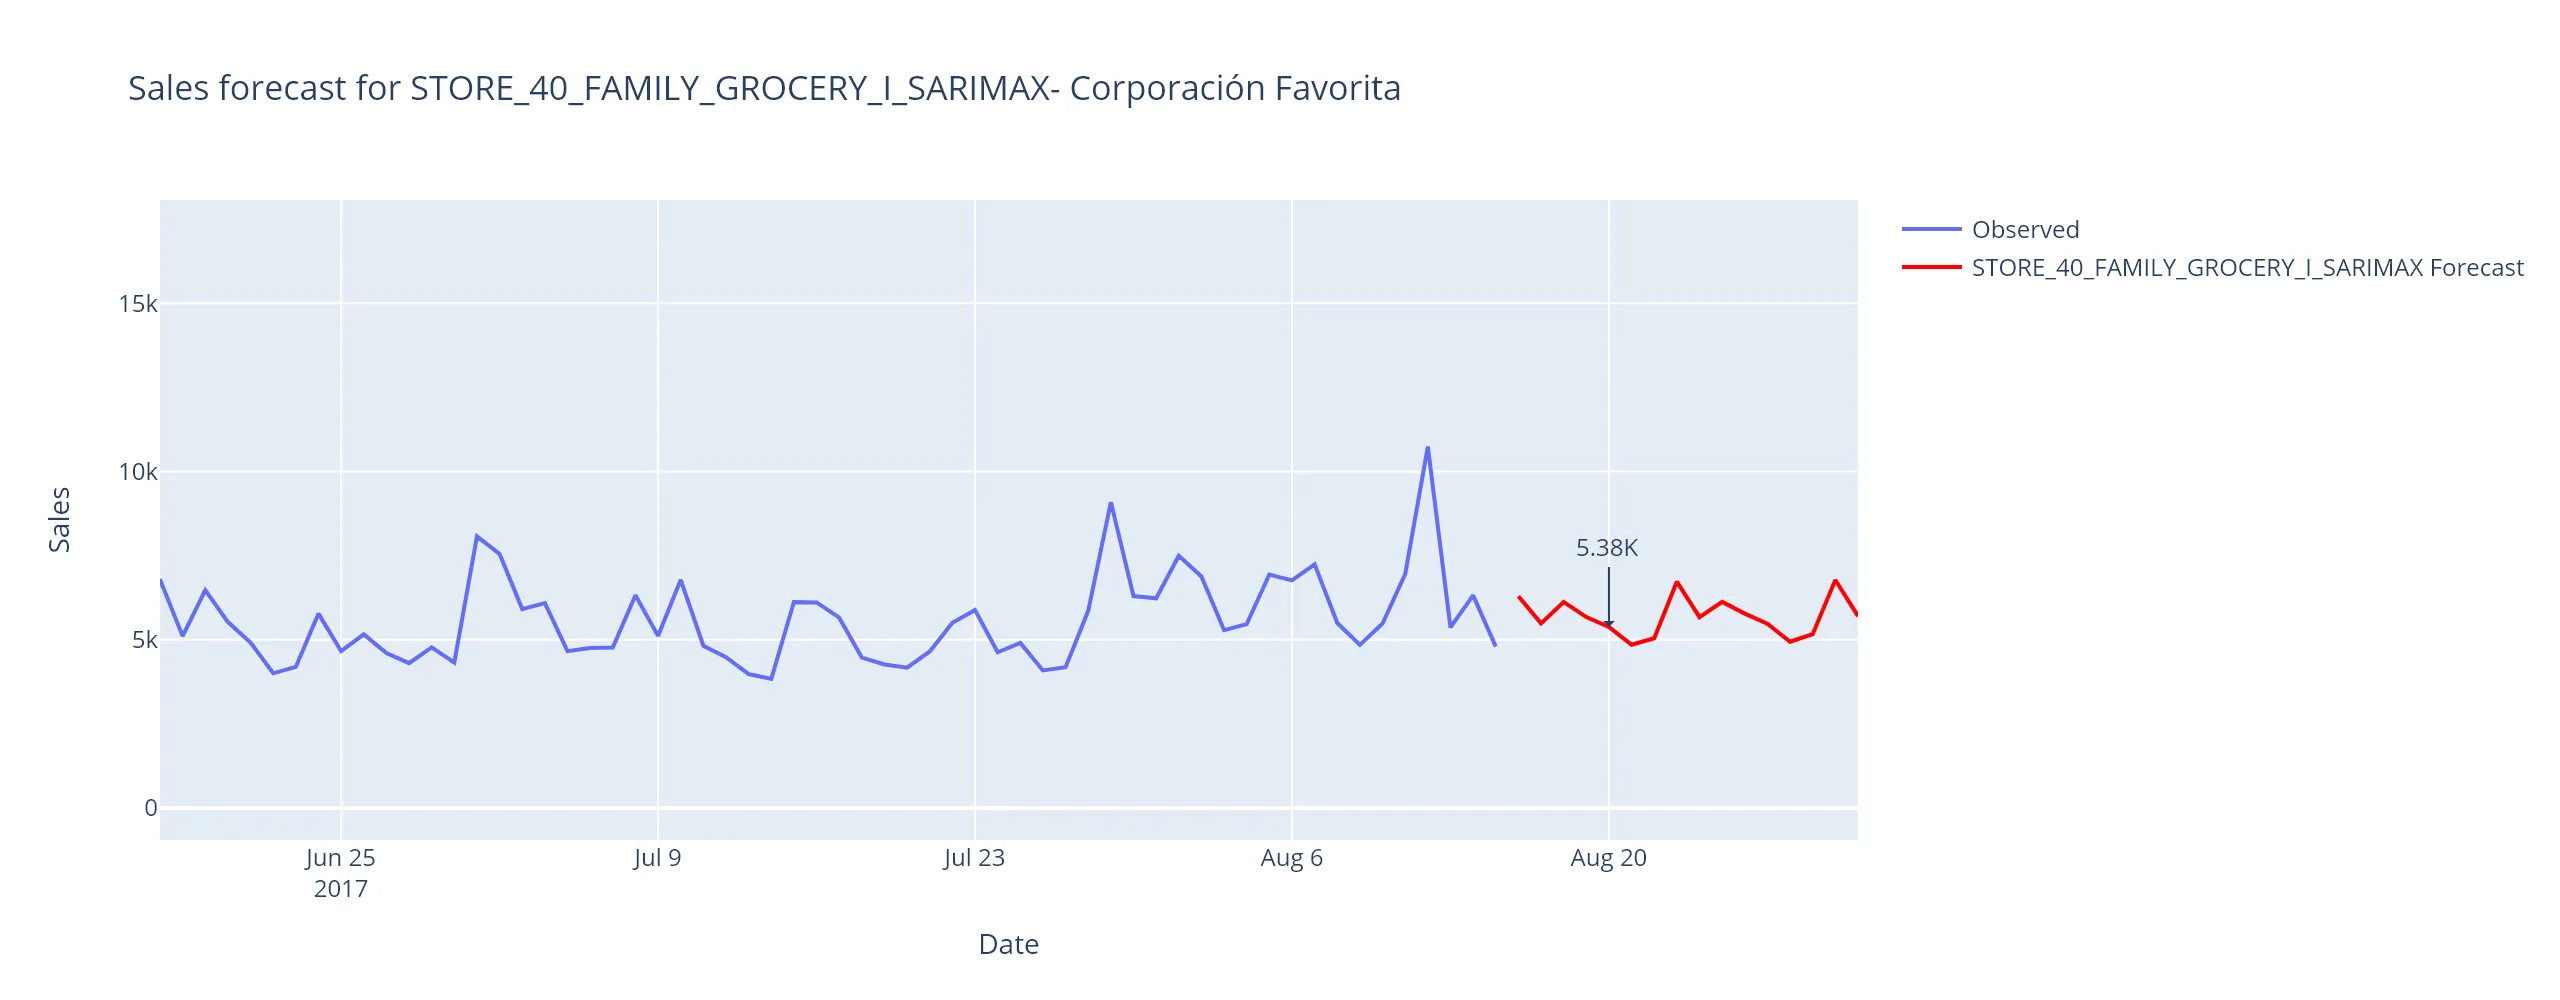 Sales forecast for STORE_40_FAMILY_GROCERY_I_SARIMAX- Corporación Favorita
Observed
STORE_40_FAMILY_GROCERY_I_SARIMAX Forecast
15k
10k
5k
0
Sales
5.38K
Jun 25
2017
Jul 9
Jul 23
Aug 6
Aug 20
Date